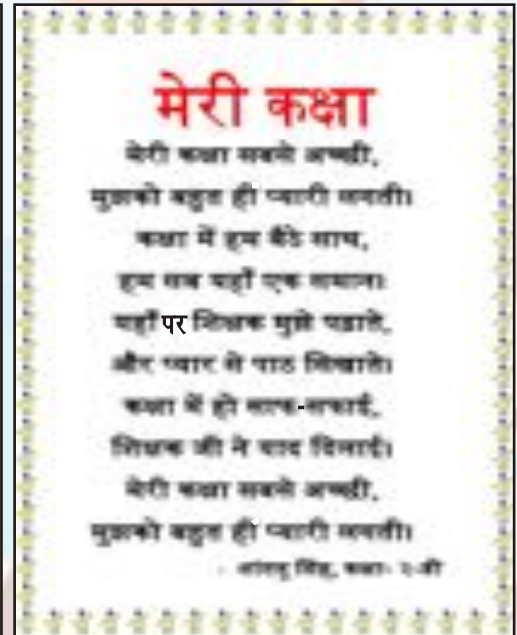 मेरी कक्षा
मेरी कक्षा सबसे अच्छी,
मुझको बहुत ही प्यारी लगती।
कक्षा में हम बैठे साथ,
हम सब यहाँ एक समान।
यहाँ पर शिक्षक मुझे पढ़ाते,
और प्यार से पाठ सिखाते।
कक्षा में हो साफ-सफाई,
शिक्षक जी ने याद दिलाई।
मेरी कक्षा सबसे अच्छी,
मुझको बहुत ही प्यारी लगती।
- सिंह, कक्षा- २-बी